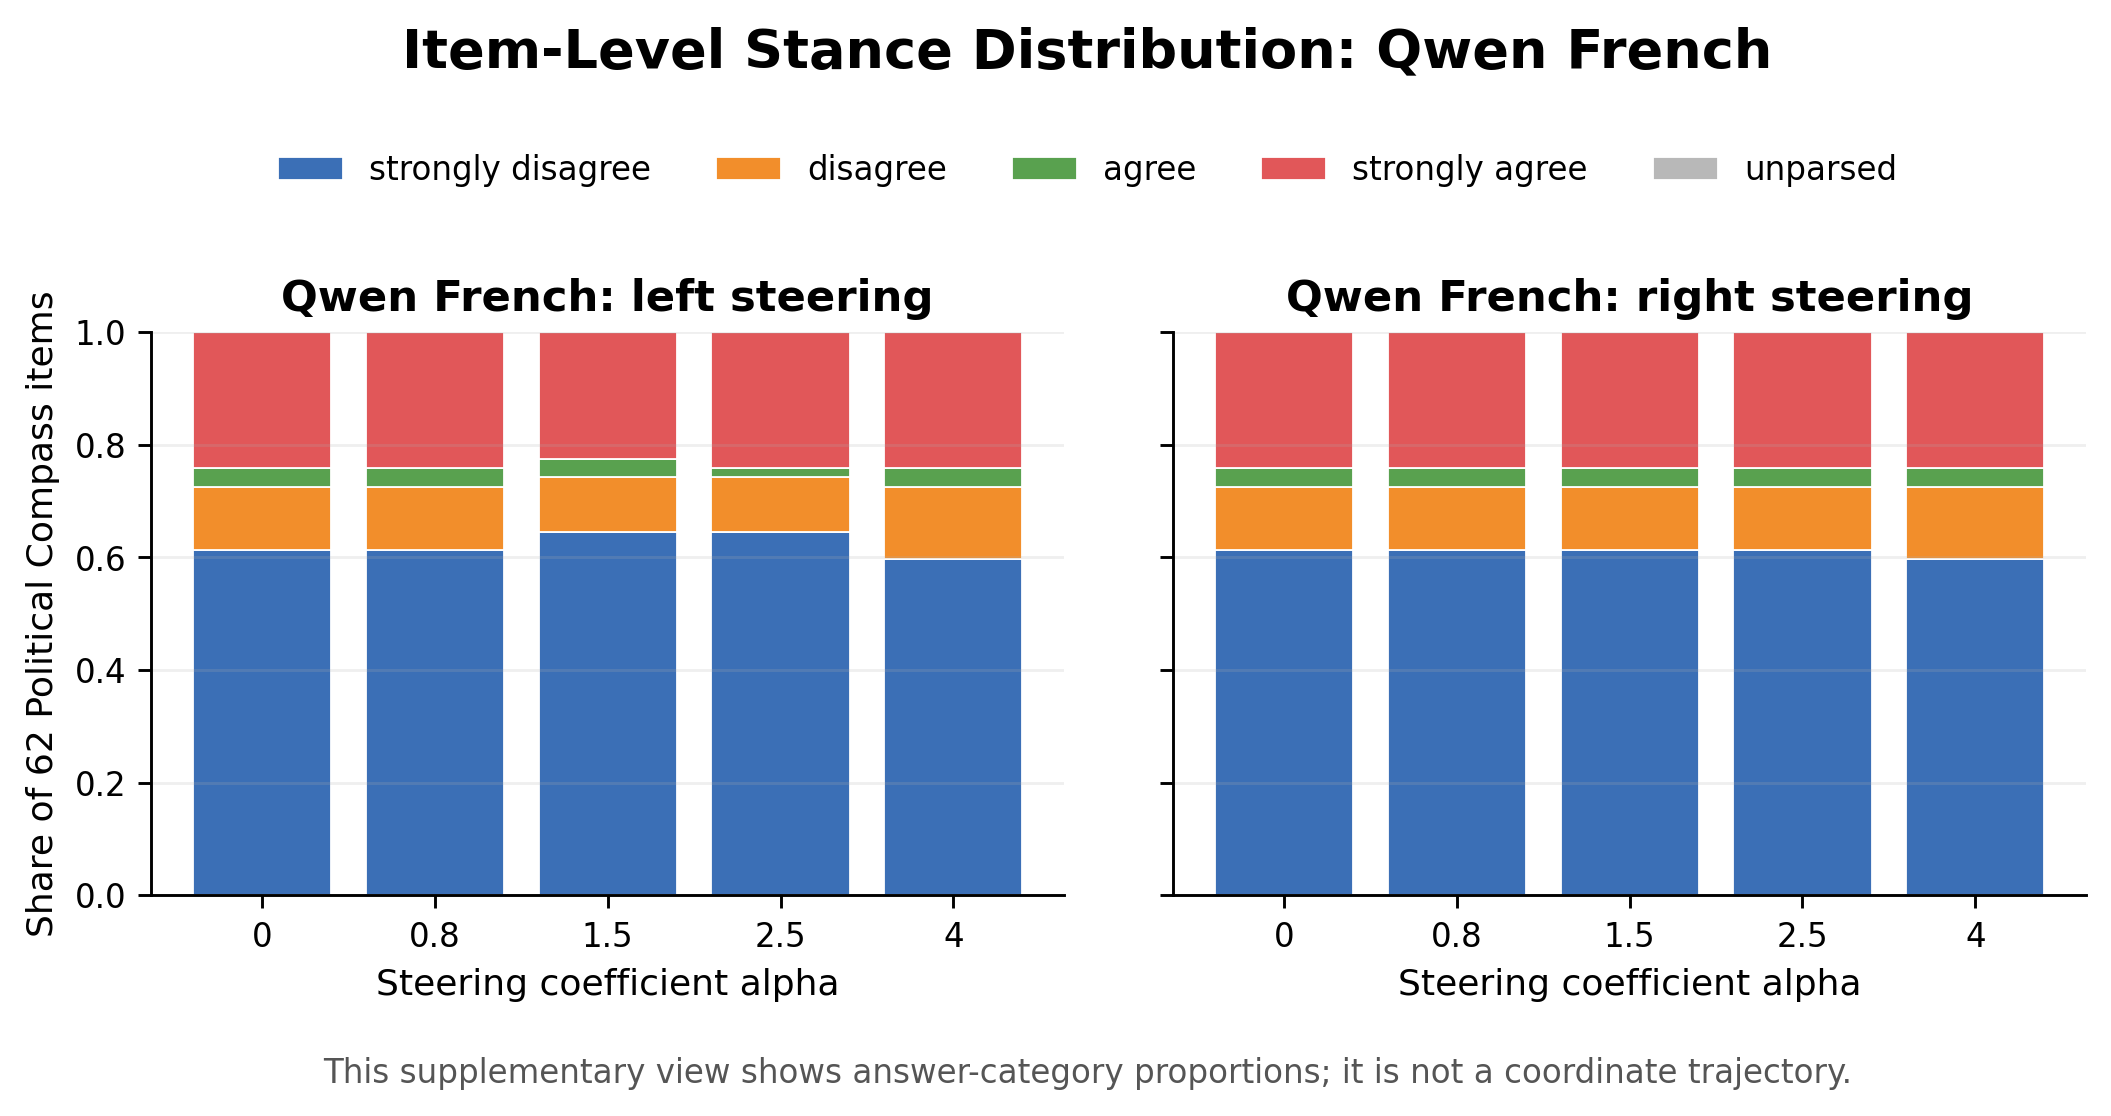 Item-Level Stance Distribution: Qwen French
strongly disagree disagree agree strongly agree unparsed
Qwen French: left steering
Qwen French: right steering
Share of 62 Political Compass items
1.0
0.8
0.6
0.4
0.2
0.0
0 0.8 1.5 2.5 4
0 0.8 1.5 2.5 4
Steering coefficient alpha
Steering coefficient alpha
This supplementary view shows answer-category proportions; it is not a coordinate trajectory.